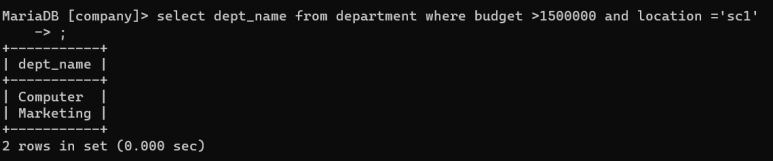 MariaDB [company]> select dept_name from department where budget >1500000 and location ='sc1'
    -> ;
+-----------+
| dept_name |
+-----------+
| Computer  |
| Marketing |
+-----------+
2 rows in set (0.000 sec)